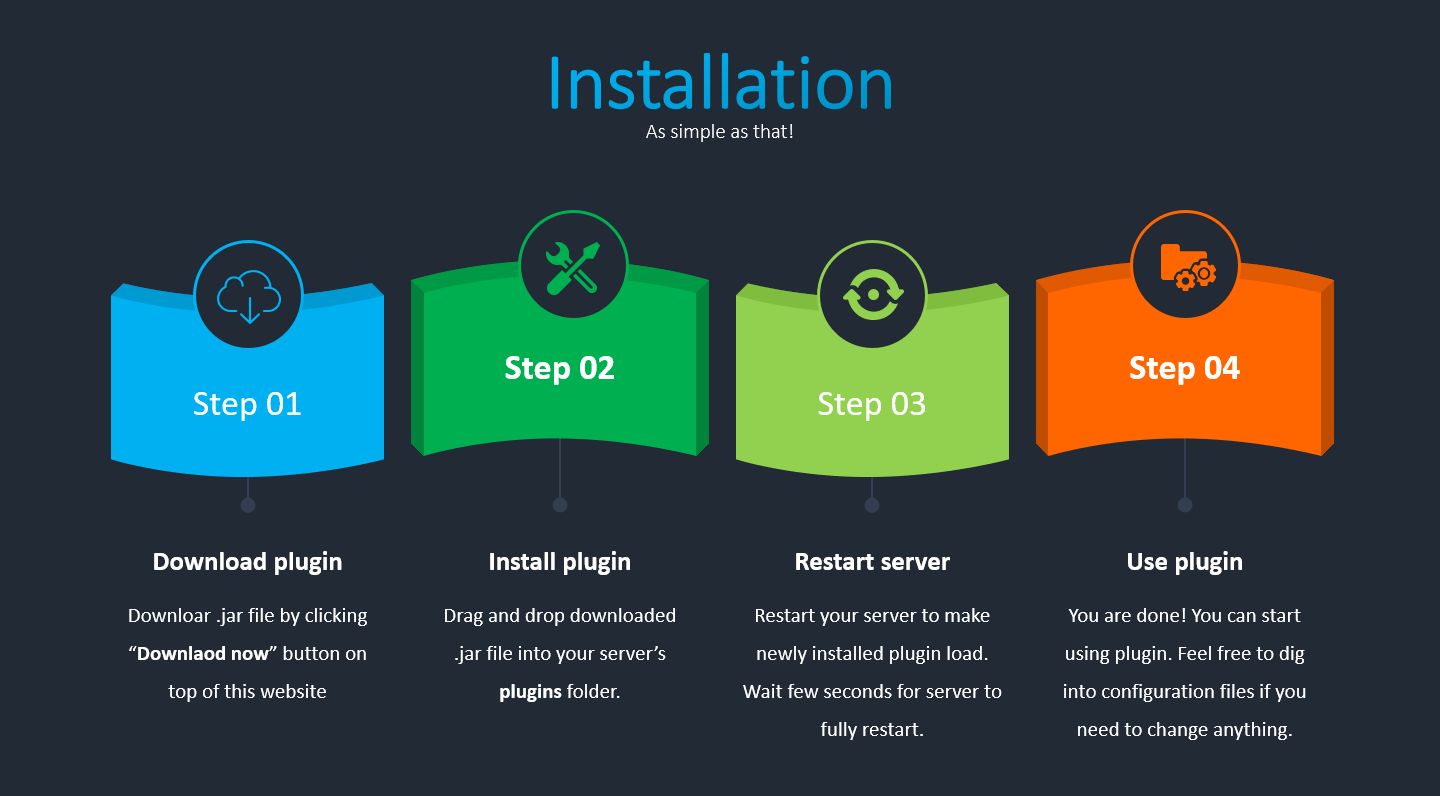 Installation
As simple as that!
Step 01
Step 02
Step 03
Step 04
Download plugin
Downloar .jar file by clicking
“Downlaod now” button on
top of this website
Install plugin
Drag and drop downloaded
.jar file into your server’s
plugins folder.
Restart server
Restart your server to make
newly installed plugin load.
Wait few seconds for server to
fully restart.
Use plugin
You are done! You can start
using plugin. Feel free to dig
into configuration files if you
need to change anything.